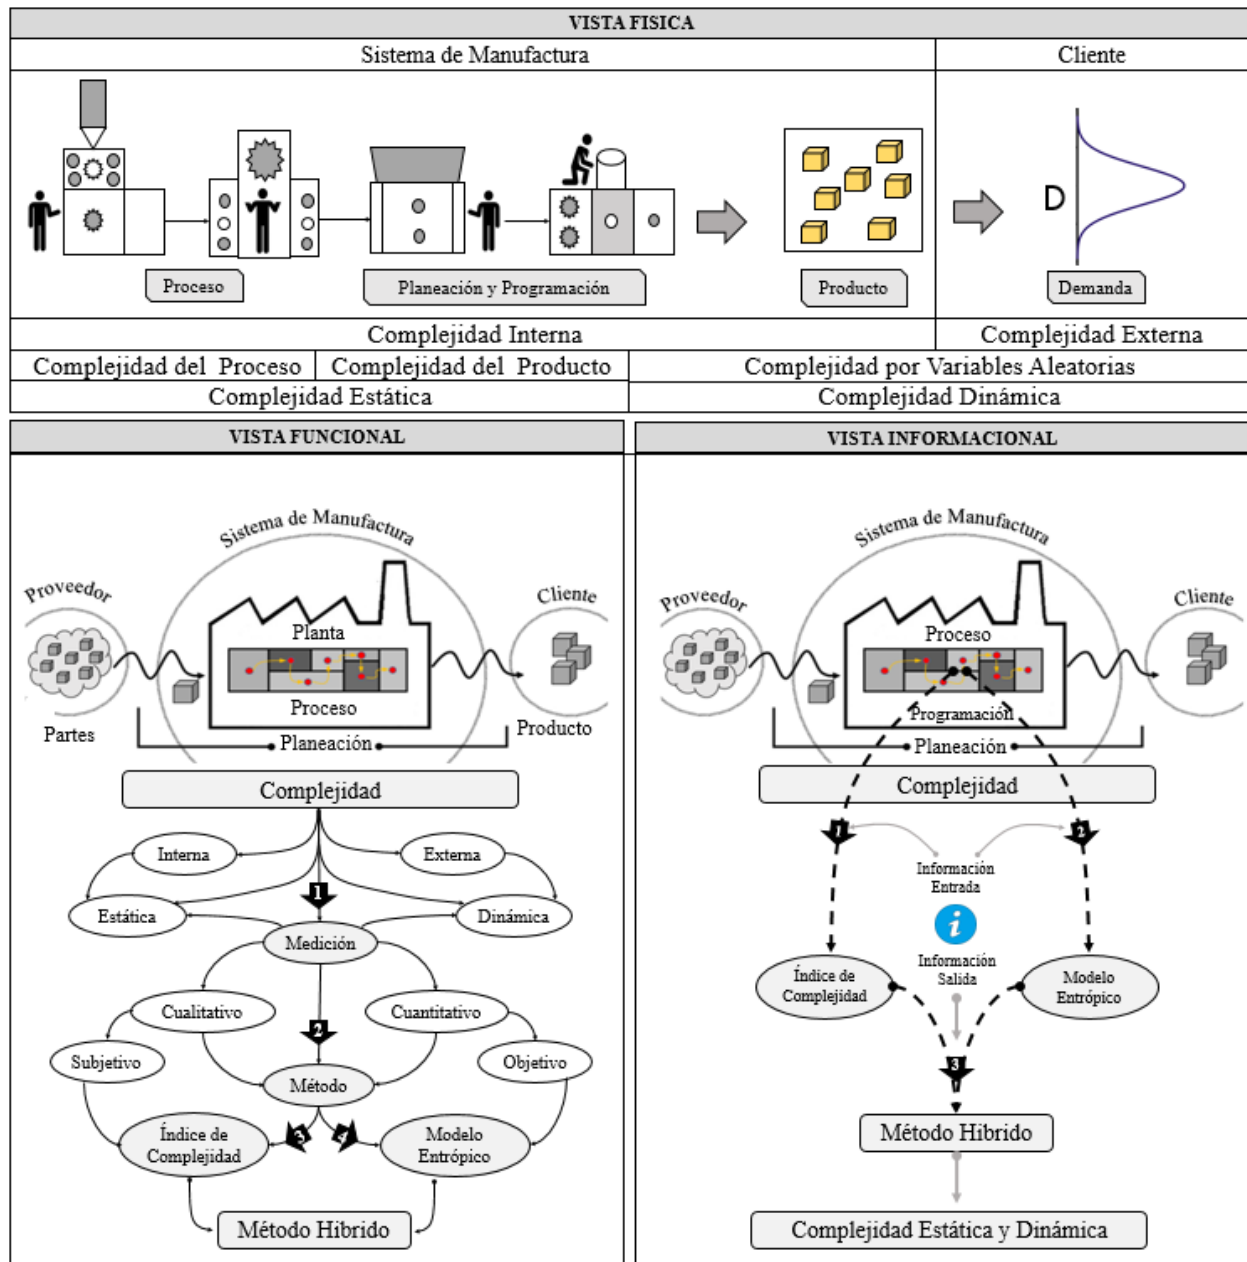 VISTA FISICA
Sistema de Manufactura
Cliente
D
Proceso
Planeación y Programación
Producto
Demanda
Complejidad Interna
Complejidad Externa
Complejidad del Proceso
Complejidad del Producto
Complejidad por Variables Aleatorias
Complejidad Estática
Complejidad Dinámica
VISTA FUNCIONAL
Sistema de Manufactura
Proveedor
Cliente
Planta
Proceso
Partes
Producto
Planeación
Complejidad
Interna
Externa
1
Estática
Dinámica
Medición
Cualitativo
Cuantitativo
2
Subjetivo
Objetivo
Método
3
4
Índice de
Complejidad
Modelo
Entrópico
Método Híbrido
VISTA INFORMACIONAL
Sistema de Manufactura
Proveedor
Cliente
Proceso
Programación
Planeación
Complejidad
1
2
Información
Entrada
i
Información
Salida
Índice de
Complejidad
Modelo
Entrópico
3
Método Hibrido
Complejidad Estática y Dinámica